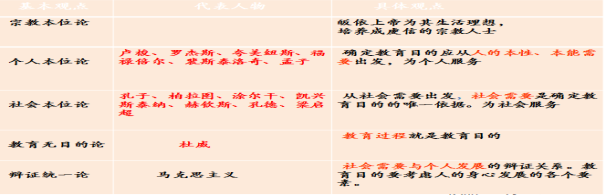 基本观点 代表人物 具体观点
宗教本位论 皈依上帝为其生活理想，
培养成虔信的宗教人士
个人本位论 卢梭、罗杰斯、夸美纽斯、福
禄倍尔、裴斯泰洛奇、孟子 确定教育目的应从人的本性、本能需
要出发，为个人服务
社会本位论 孔子、柏拉图、涂尔干、凯兴
斯泰纳、赫钦斯、孔德、梁启
超 从社会需要出发，社会需要是确定教
育目的的唯一依据。为社会服务
教育无目的论 杜威 教育过程就是教育目的
辩证统一论 马克思主义 社会需要与个人发展的辩证关系。教
育目的要考虑人的身心发展的各个要
素。